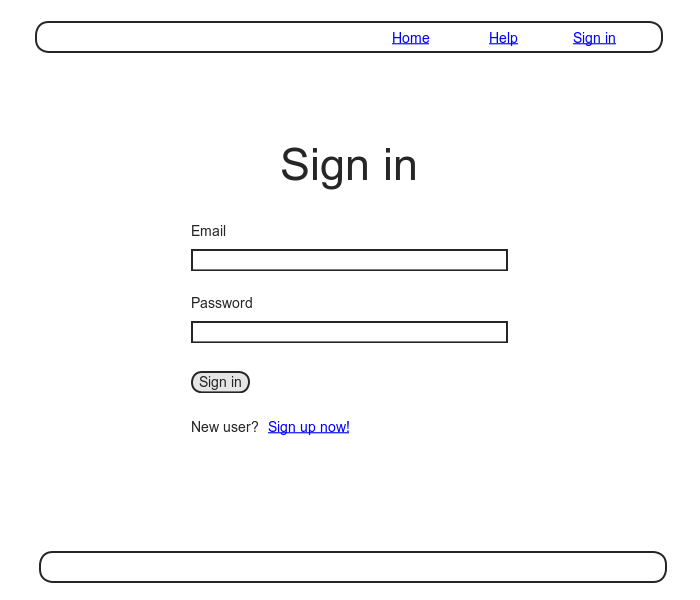 Home Help Sign in
Sign in
Email
Password
Sign in
New user? Sign up now!